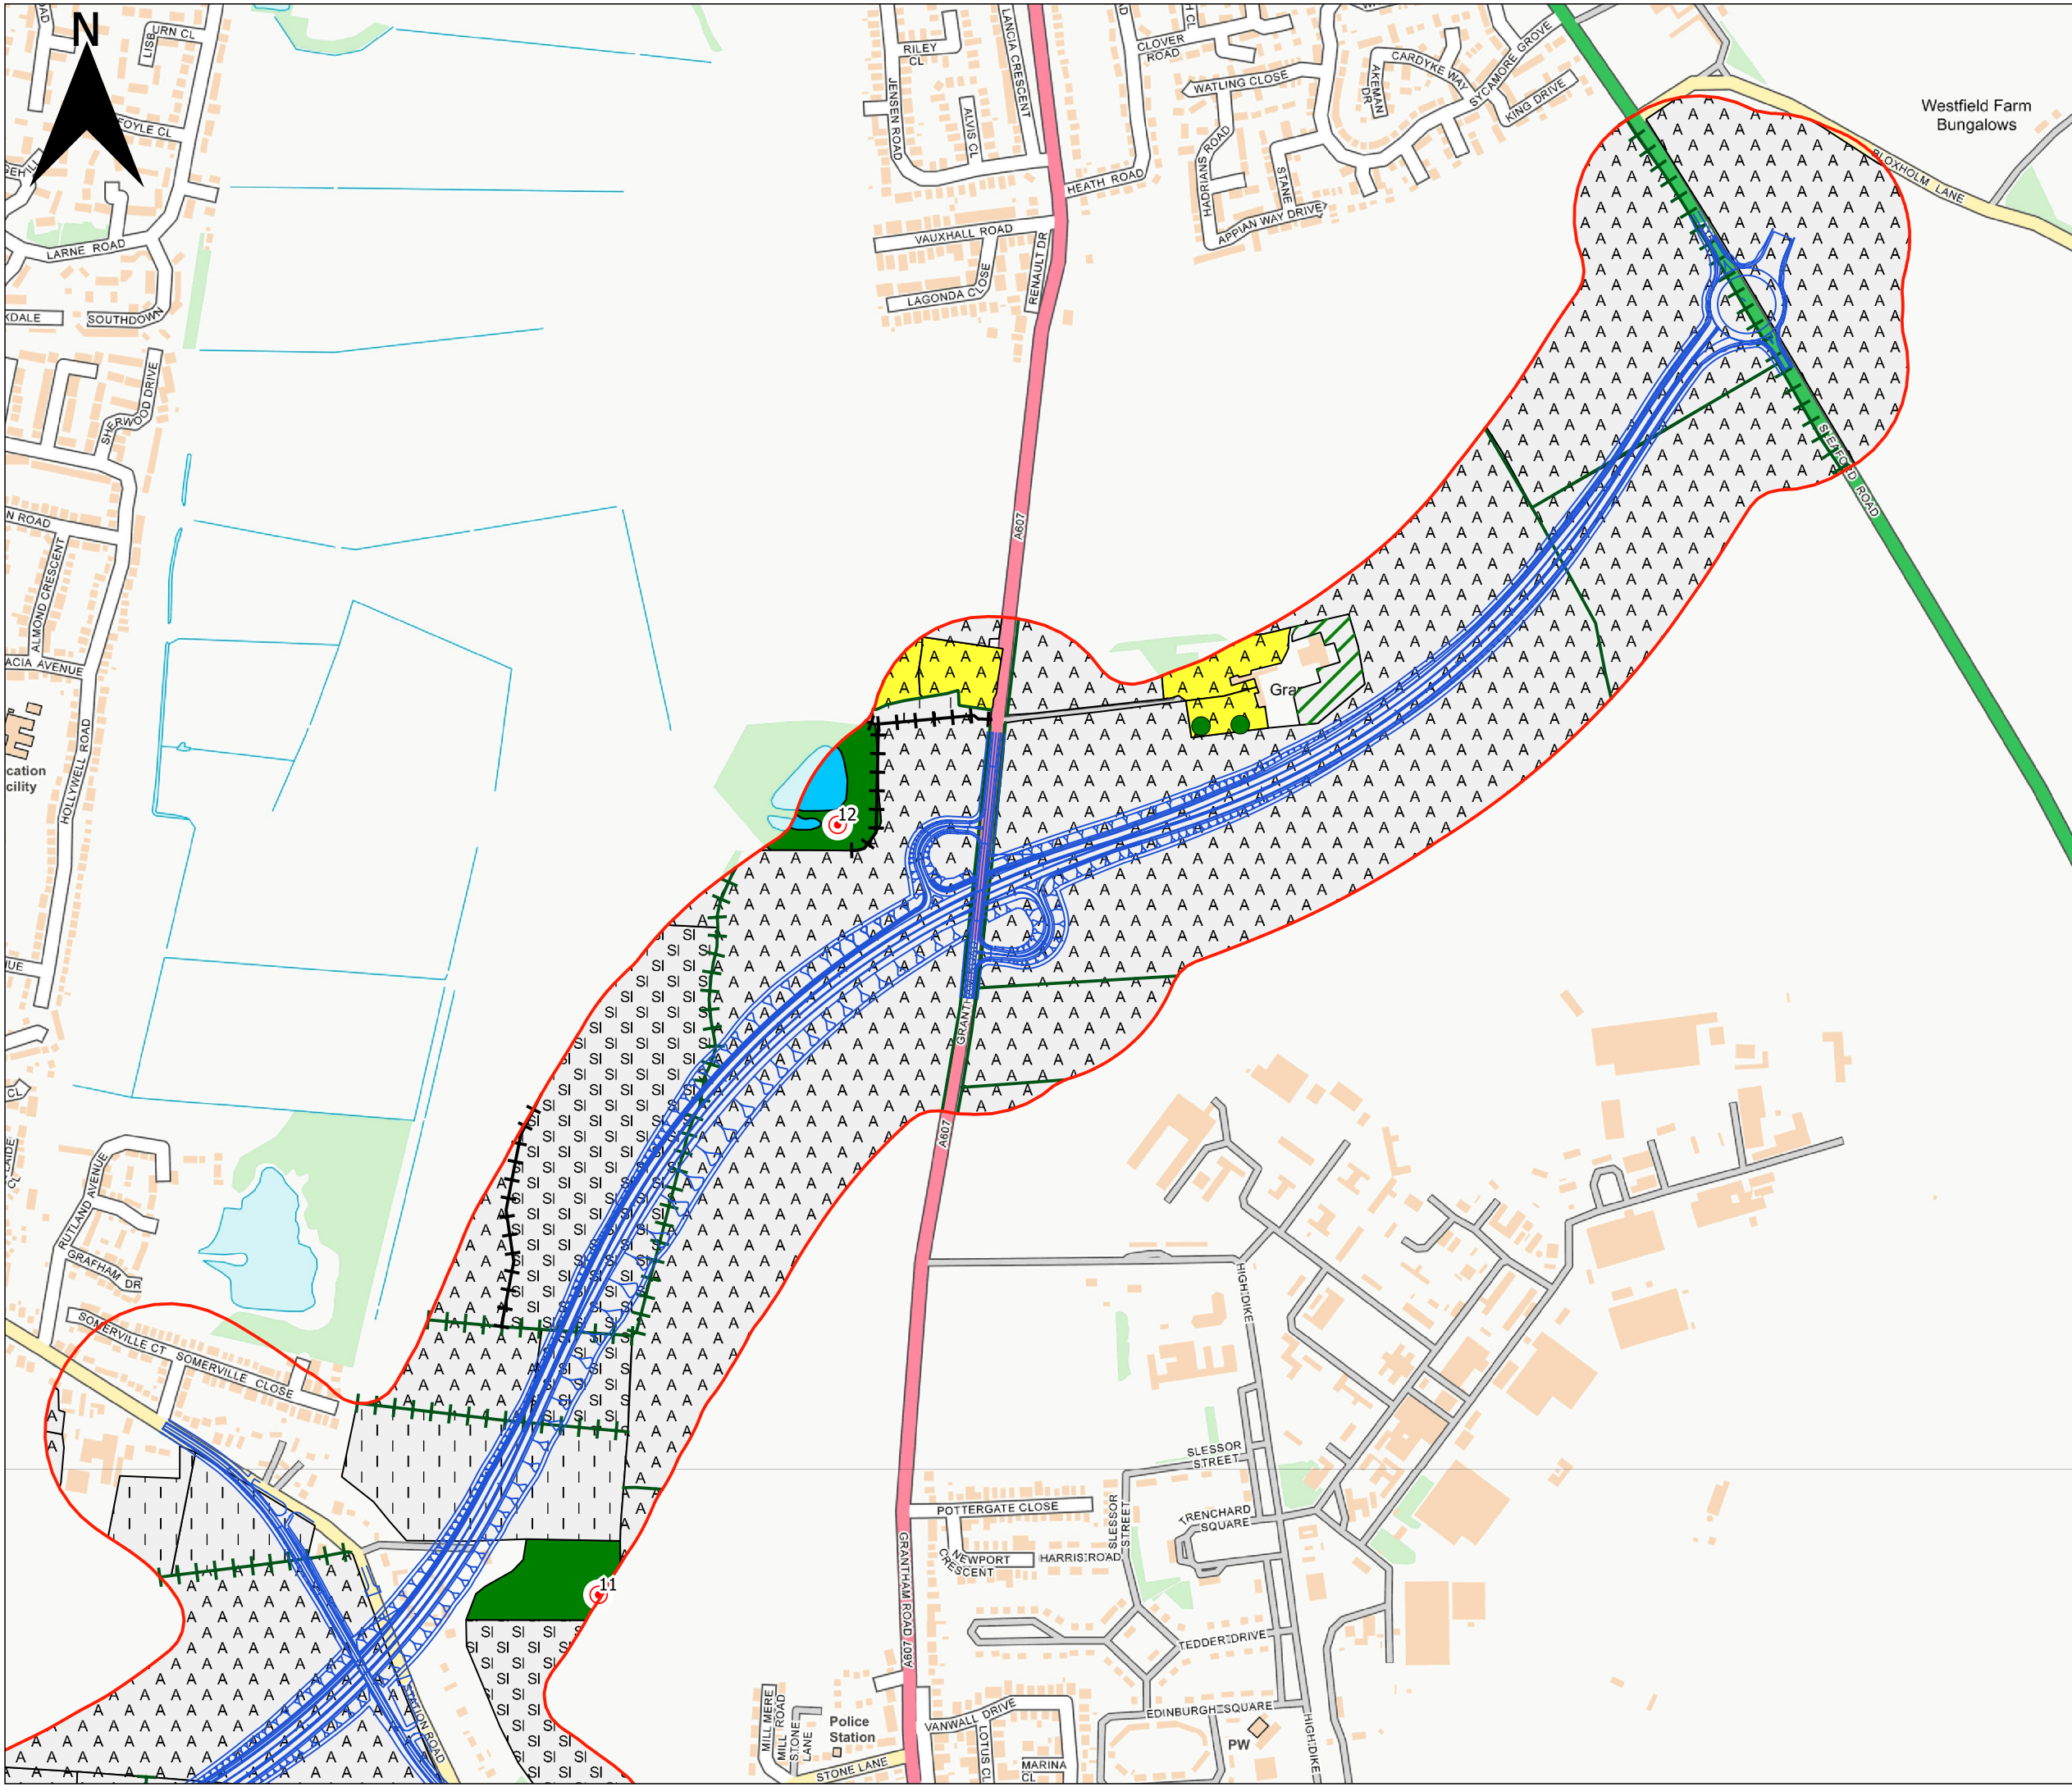 N
LISBURN CL
FOYLE CL
LARNE ROAD
SOUTHDOWN
SHERWOOD DRIVE
ALMOND CRESCENT
ACIA AVENUE
HOLLYWELL ROAD
cation
cility
RUTLAND AVENUE
GRAFHAM DR
SOMERVILLE CT
SOMERVILLE CLOSE
RILEY
CL
JENSEN ROAD
ALVIS CL
LANCIA CRESCENT
CLOVER
ROAD
HEATH ROAD
VAUXHALL ROAD
LAGONDA CLOSE
RENAULT DR
WATLING CLOSE
HADRIANS ROAD
STANE
APPIAN WAY DRIVE
AKEMAN
DR
CARDYKE WAY
SYCAMORE GROVE
KING DRIVE
Westfield Farm
Bungalows
BLOXHOLM LANE
SLEAFORD ROAD
A607
Gra
12
A607
HIGH DIKE
11
STATION ROAD
SLESSOR
STREET
POTTERGATE CLOSE
SLESSOR
STREET
TRENCHARD
SQUARE
NEWPORT
CRESCENT
HARRIS ROAD
GRANTHAM ROAD A607
TEDDER DRIVE
EDINBURGH SQUARE
HIGH DIKE
PW
VANWALL DRIVE
LOTUS CL
MARINA
CL
MILL MERE
MILL ROAD
STONE
LANE
Police
Station
STONE LANE